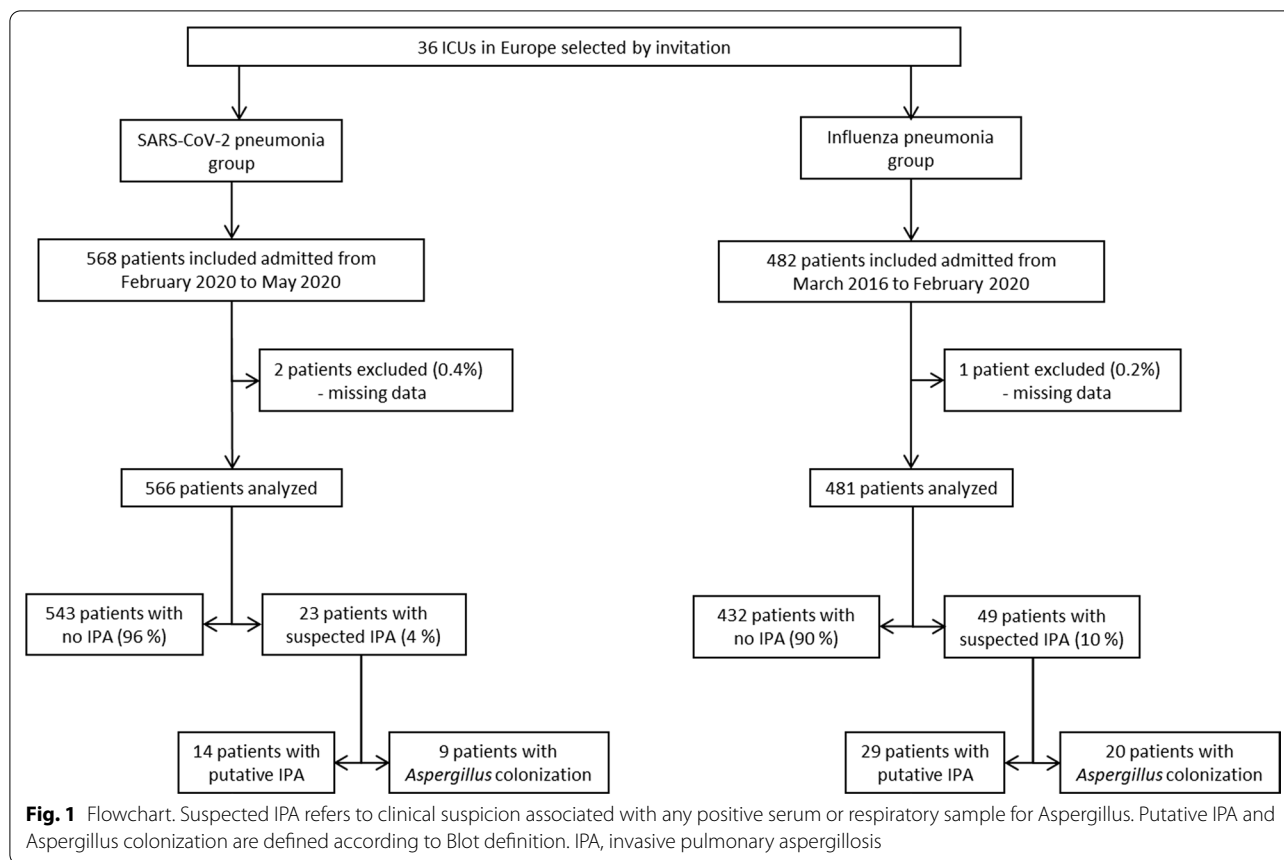 36 ICUs in Europe selected by invitation
SARS-CoV-2 pneumonia
group
Influenza pneumonia
group
568 patients included admitted from
February 2020 to May 2020
482 patients included admitted from
March 2016 to February 2020
2 patients excluded (0.4%)
- missing data
1 patient excluded (0.2%)
- missing data
566 patients analyzed
481 patients analyzed
543 patients with
no IPA (96 %)
23 patients with
suspected IPA (4 %)
432 patients with
no IPA (90 %)
49 patients with
suspected IPA (10 %)
14 patients with
putative IPA
9 patients with
Aspergillus colonization
29 patients with
putative IPA
20 patients with
Aspergillus colonization
Fig. 1 Flowchart. Suspected IPA refers to clinical suspicion associated with any positive serum or respiratory sample for Aspergillus. Putative IPA and
Aspergillus colonization are defined according to Blot definition. IPA, invasive pulmonary aspergillosis